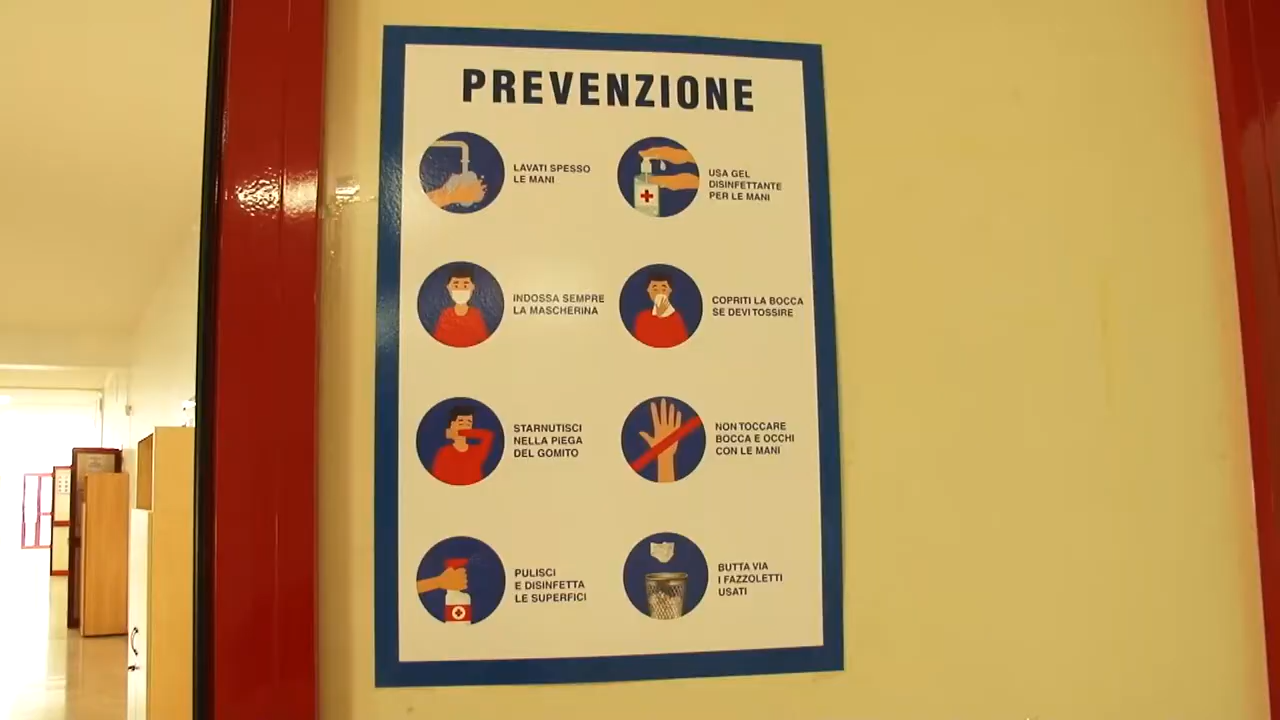 PREVENZIONE
LAVATI SPESSO
LE MANI
USA GEL
DISINFETTANTE
PER LE MANI
INDOSSA SEMPRE
LA MASCHERINA
COPRITI LA BOCCA
SE DEVI TOSSIRE
STARNUTISCI
NELLA PIEGA
DEL GOMITO
NON TOCCARE
BOCCA E OCCHI
CON LE MANI
PULISCI
E DISINFETTA
LE SUPERFICI
BUTTA VIA
I FAZZOLETTI
USATI